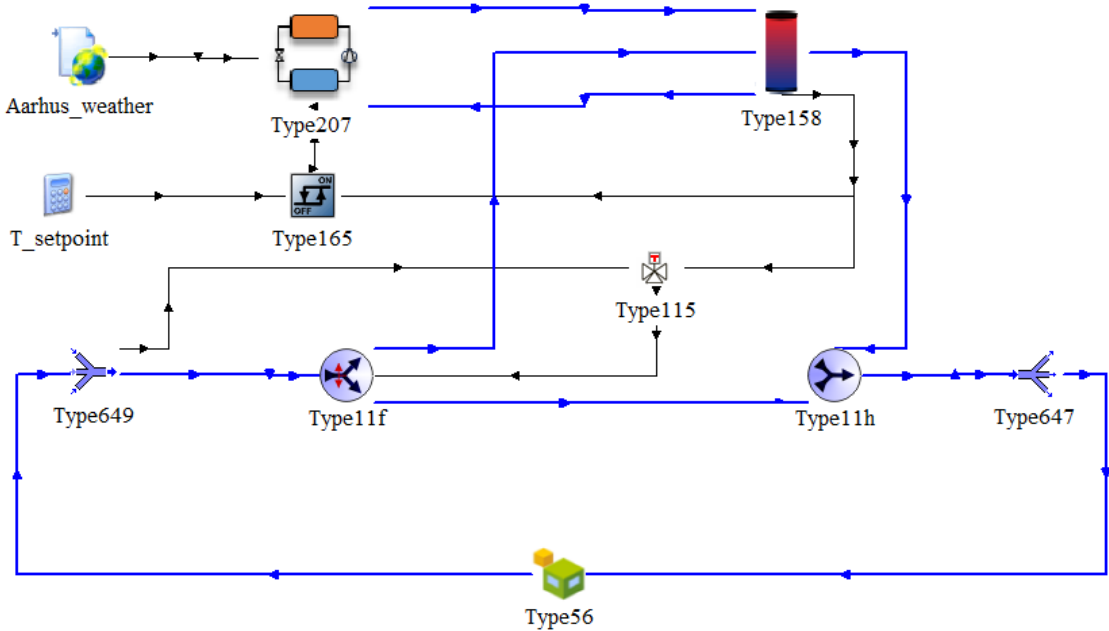 Aarhus_weather
Type207
Type158
ON
OFF
T_setpoint
Type165
T
Type115
Type649
Type11f
Type11h
Type647
Type56